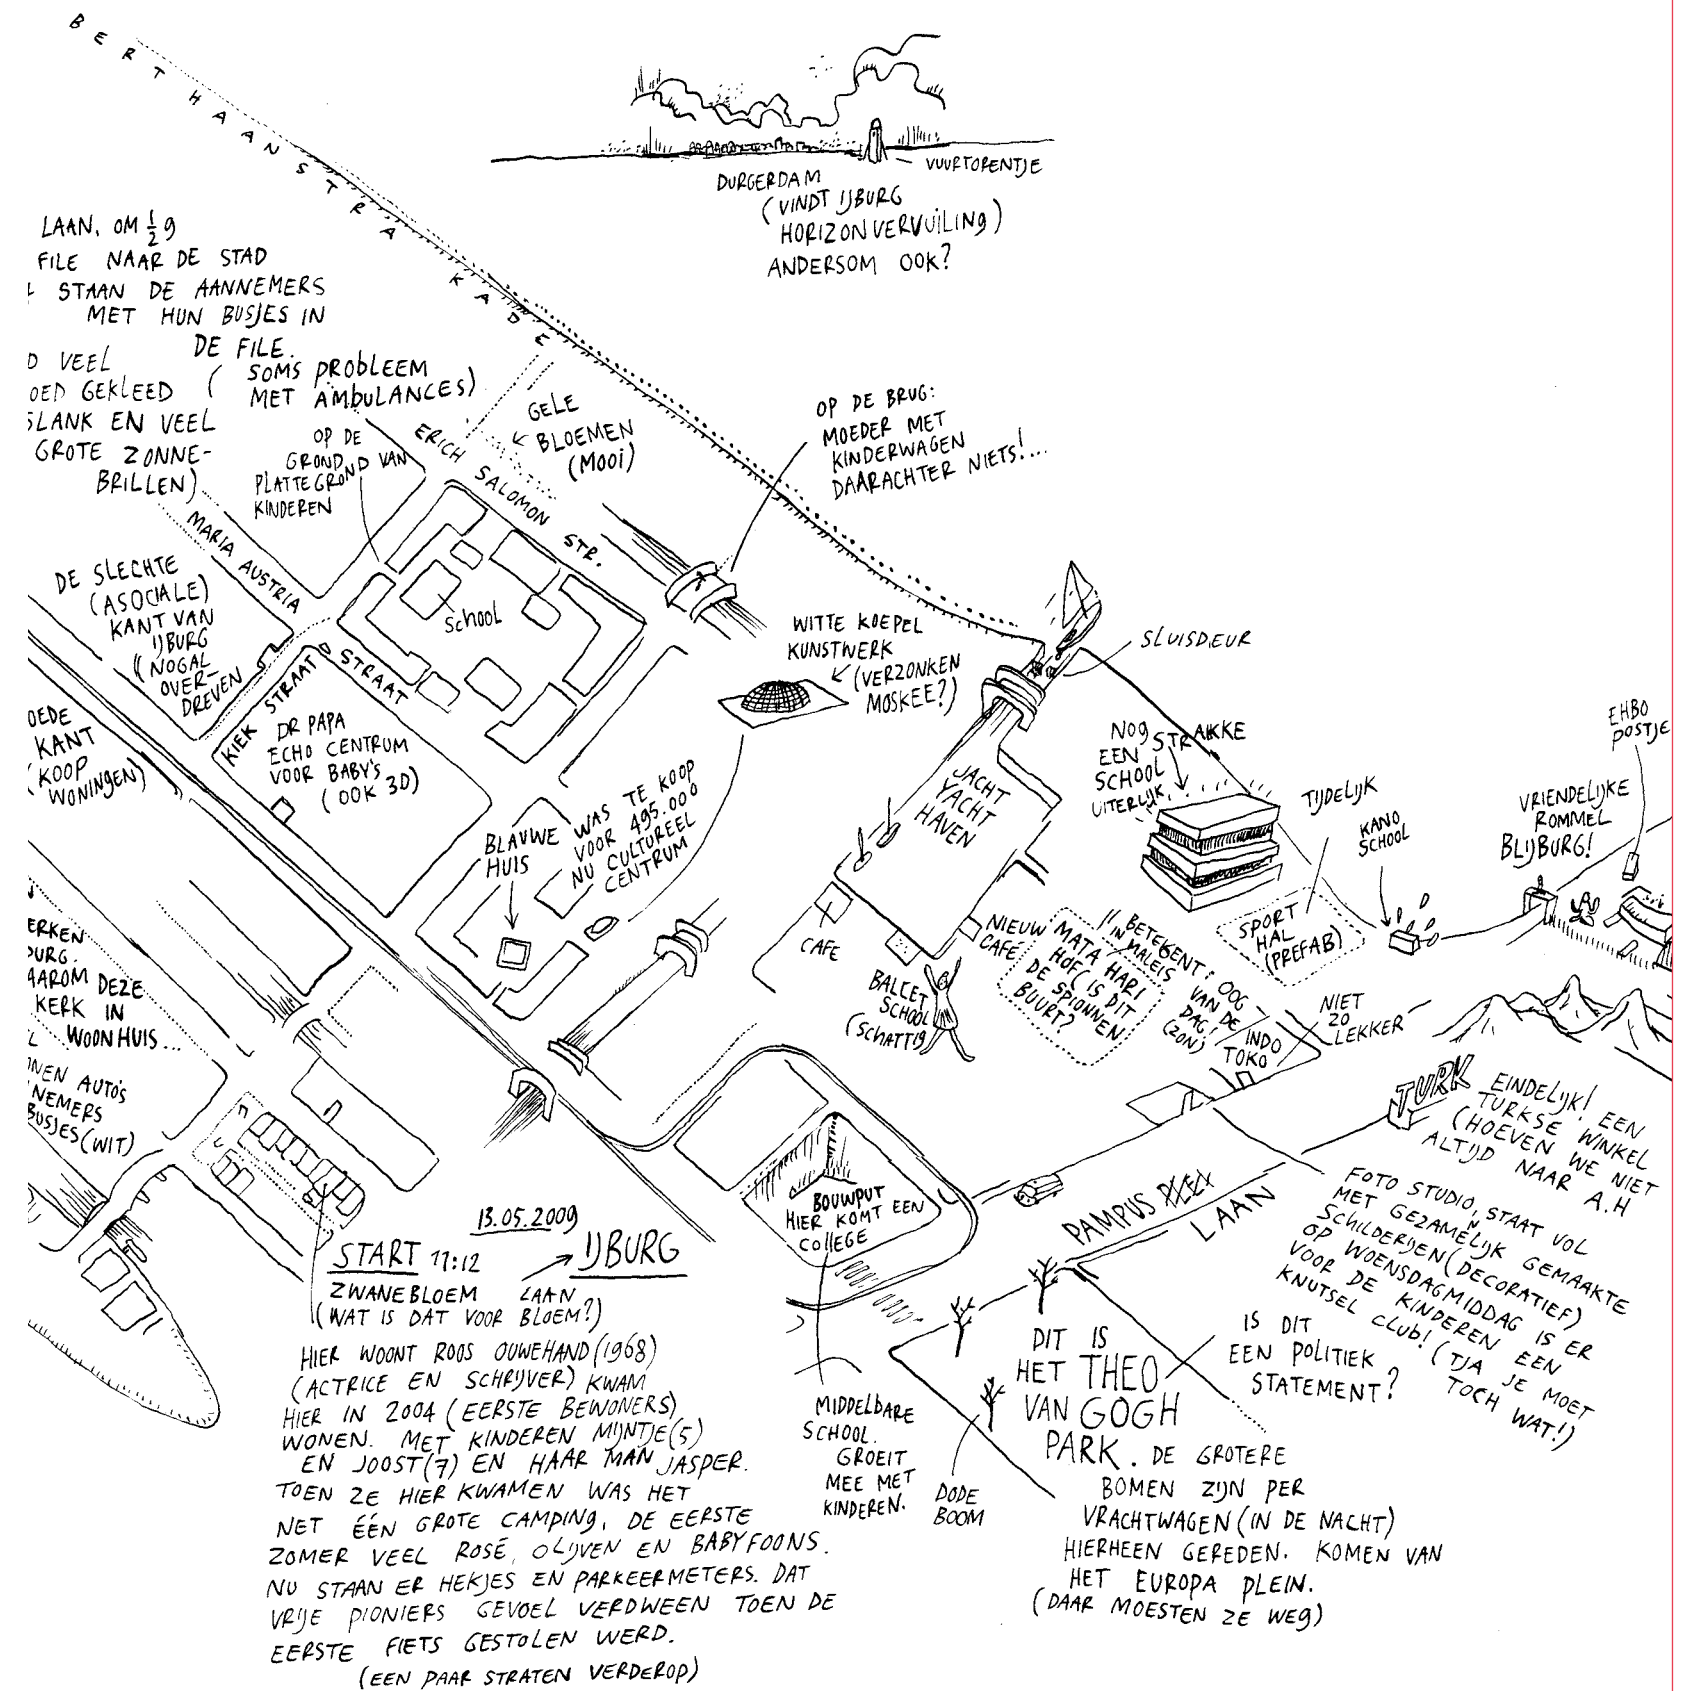 BERT HAANSTRA KADE
VUURTORENTJE
DURGERDAM
(VINDT IJBURG
HORIZONVERVUILING)
ANDERSOM OOK?
LAAN, OM ½ 9
FILE NAAR DE STAD
STAAN DE AANNEMERS
MET HUN BUSJES IN
DE FILE.
(SOMS PROBLEEM
MET AMBULANCES)
VEEL
OED GEKLEED
SLANK EN VEEL
GROTE ZONNE-
BRILLEN)
OP DE
GROND
PLATTEGROND VAN
KINDEREN
ERICH SALOMON STR.
GELE
BLOEMEN
(MOOI)
OP DE BRUG:
MOEDER MET
KINDERWAGEN
DAARACHTER NIETS!...
MARIA AUSTRIA STRAAT
SCHOOL
DE SLECHTE
(ASOCIALE)
KANT VAN
IJBURG
((NOGAL
OVER-
DREVEN
KIEK STRAAT
DR PAPA
ECHO CENTRUM
VOOR BABY'S
(OOK 3D)
OEDE
KANT
(KOOP
WONINGEN)
WITTE KOEPEL
KUNSTWERK
(VERZONKEN
MOSKEE?)
SLUISDEUR
JACHT
YACHT
HAVEN
NOG
EEN STRAKKE
SCHOOL
UITERLIJK
TIJDELIJK
KANO
SCHOOL
VRIENDELIJKE
ROMMEL
BLIJBURG!
EHBO
POSTJE
BLAUWE
HUIS
WAS TE KOOP
VOOR 495.000
NU CULTUREEL
CENTRUM
CAFE
NIEUW
CAFÉ
BALLET
SCHOOL
(SCHATTIG
MATA HARI
HOF( IS DIT
DE SPIONNEN
BUURT?
BETEKENT:
IN MALEIS OOG
VAN DE
DAG!
(ZON)
SPORT
HAL
(PREFAB)
INDO
TOKO
NIET
ZO
LEKKER
ERKEN
BURG.
AAROM DEZE
KERK IN
WOONHUIS...
NEN AUTO'S
NEMERS
BUSJES (WIT)
TURK
EINDELIJK! EEN
TURKSE WINKEL
(HOEVEN WE NIET
ALTIJD NAAR A.H
PAMPUS
LAAN
FOTO STUDIO, STAAT VOL
MET GEZAMELIJK GEMAAKTE
SCHILDERIJEN (DECORATIEF)
OP WOENSDAGMIDDAG IS ER
VOOR DE KINDEREN EEN
KNUTSEL CLUB! (TJA JE MOET
TOCH WAT!)
BOUWPUT
HIER KOMT EEN
COLLEGE
MIDDELBARE
SCHOOL.
GROEIT
MEE MET
KINDEREN.
DODE
BOOM
13.05.2009
START 11:12 → IJBURG
ZWANEBLOEM LAAN
(WAT IS DAT VOOR BLOEM?)
HIER WOONT ROOS OUWEHAND (1968)
(ACTRICE EN SCHRIJVER) KWAM
HIER IN 2004 (EERSTE BEWONERS)
WONEN. MET KINDEREN MIJNTJE (5)
EN JOOST (7) EN HAAR MAN JASPER.
TOEN ZE HIER KWAMEN WAS HET
NET ÉÉN GROTE CAMPING, DE EERSTE
ZOMER VEEL ROSÉ, OLIJVEN EN BABYFOONS.
NU STAAN ER HEKJES EN PARKEERMETERS. DAT
VRIJE PIONIERS GEVOEL VERDWEEN TOEN DE
EERSTE FIETS GESTOLEN WERD.
(EEN PAAR STRATEN VERDEROP)
DIT IS
HET THEO
VAN GOGH
PARK. DE GROTERE
BOMEN ZIJN PER
VRACHTWAGEN (IN DE NACHT)
HIERHEEN GEREDEN. KOMEN VAN
HET EUROPA PLEIN.
(DAAR MOESTEN ZE WEG)
IS DIT
EEN POLITIEK
STATEMENT?